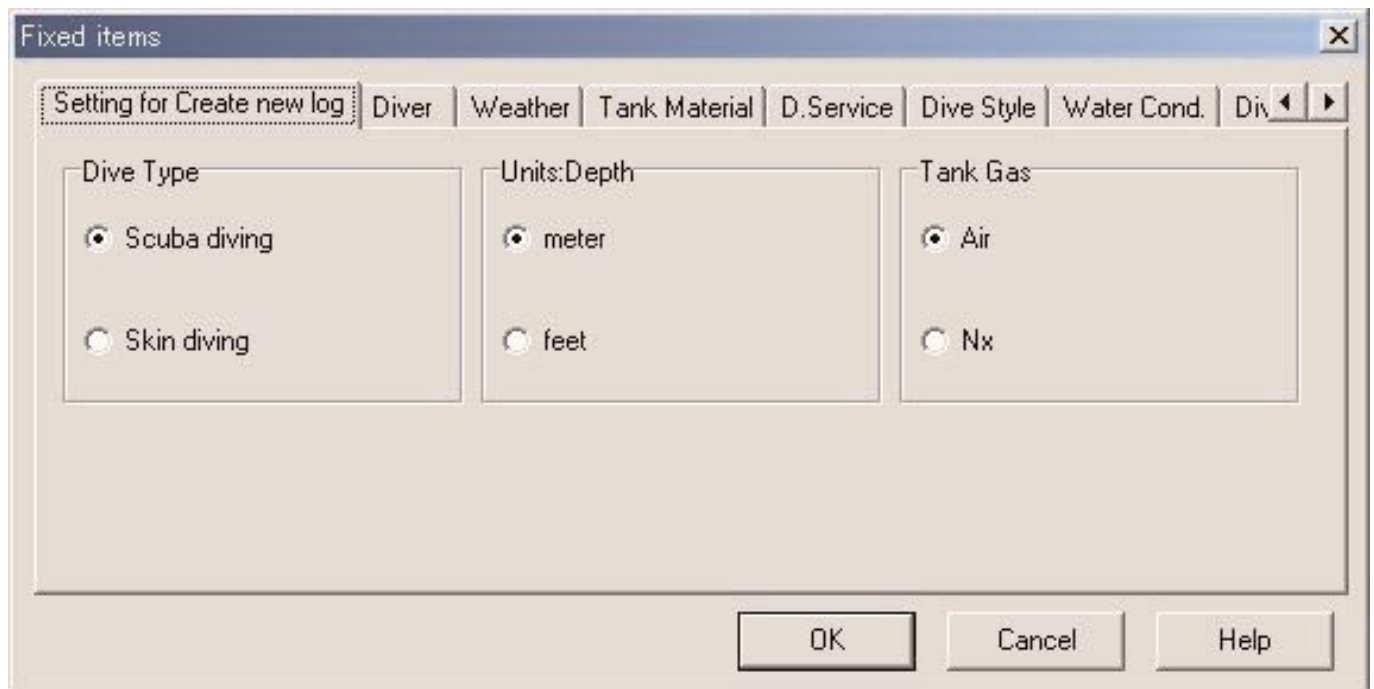 Fixed items
Setting for Create new log Diver Weather Tank Material D.Service Dive Style Water Cond. Div
Dive Type Units:Depth Tank Gas
Scuba diving meter Air
Skin diving feet Nx
OK Cancel Help